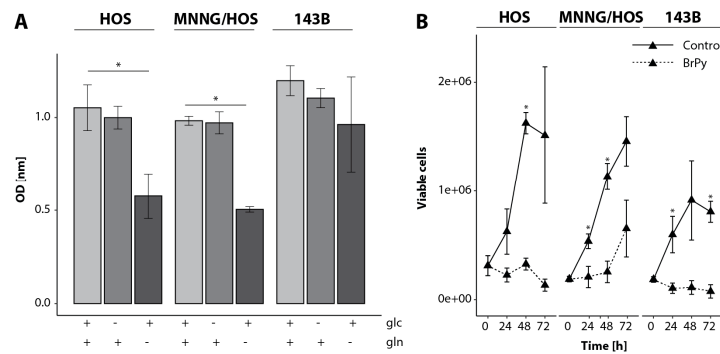 A
HOS MNNG/HOS 143B
*
*
OD [nm]
1.0
0.5
0.0
+ - + + - + + - + glc
+ + - + + - + + - gln
B
HOS MNNG/HOS 143B
Contro
BrPy
Viable cells
2e+06
1e+06
0e+00
*
*
*
*
*
0 24 48 72 0 24 48 72 0 24 48 72
Time [h]